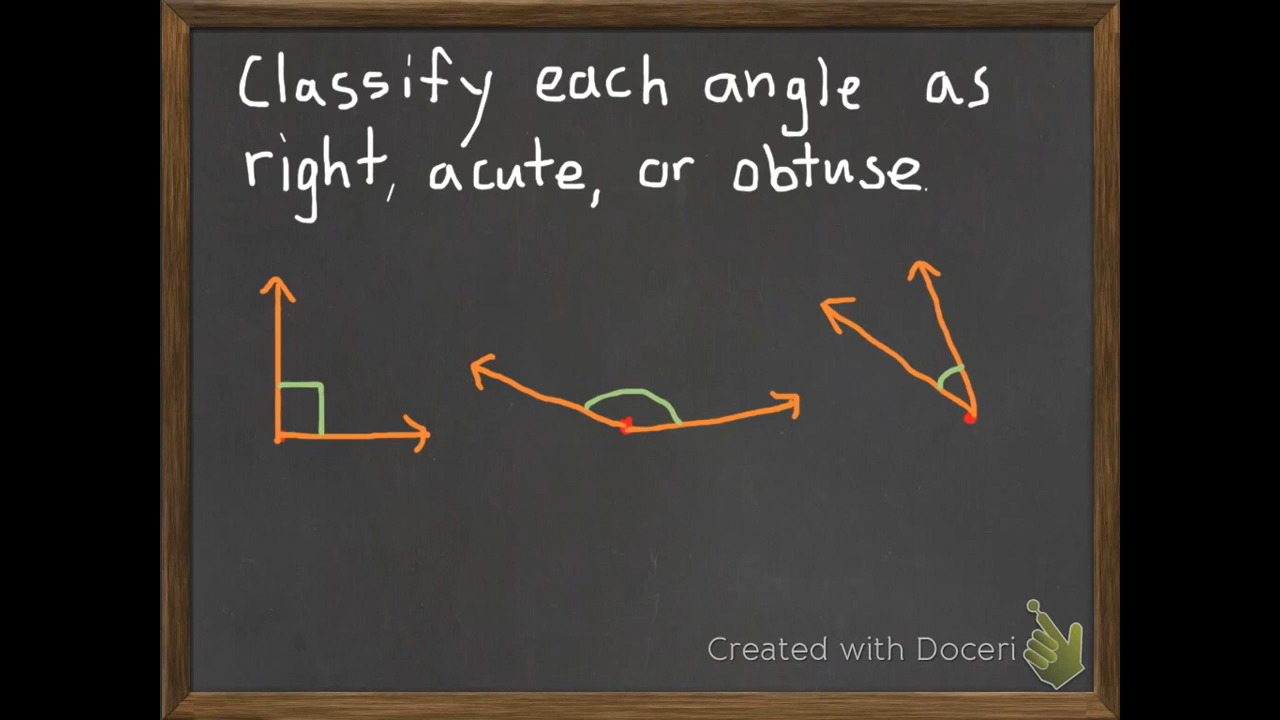 Classify each angle as
right, acute, or obtuse.
Created with Doceri